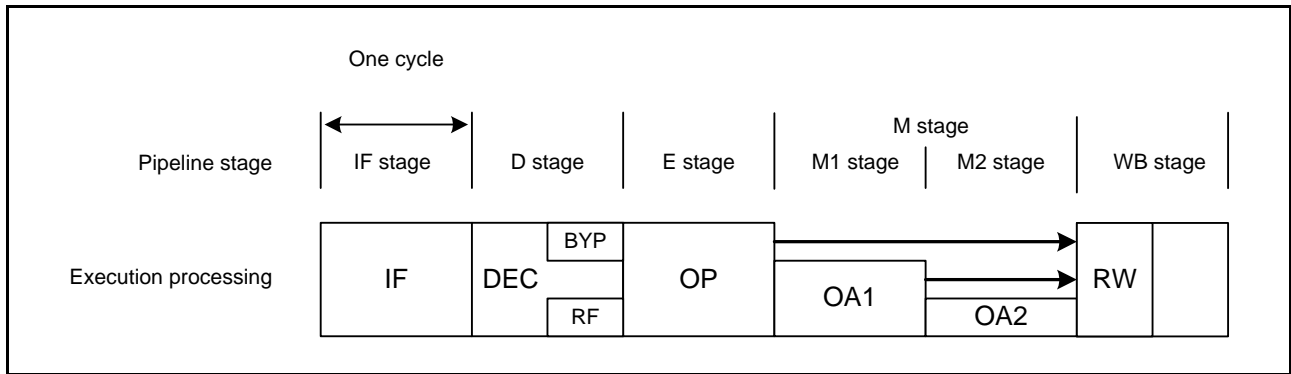 One cycle
M stage
Pipeline stage IF stage D stage E stage M1 stage M2 stage WB stage
BYP
Execution processing IF DEC OP OA1 RW
RF OA2